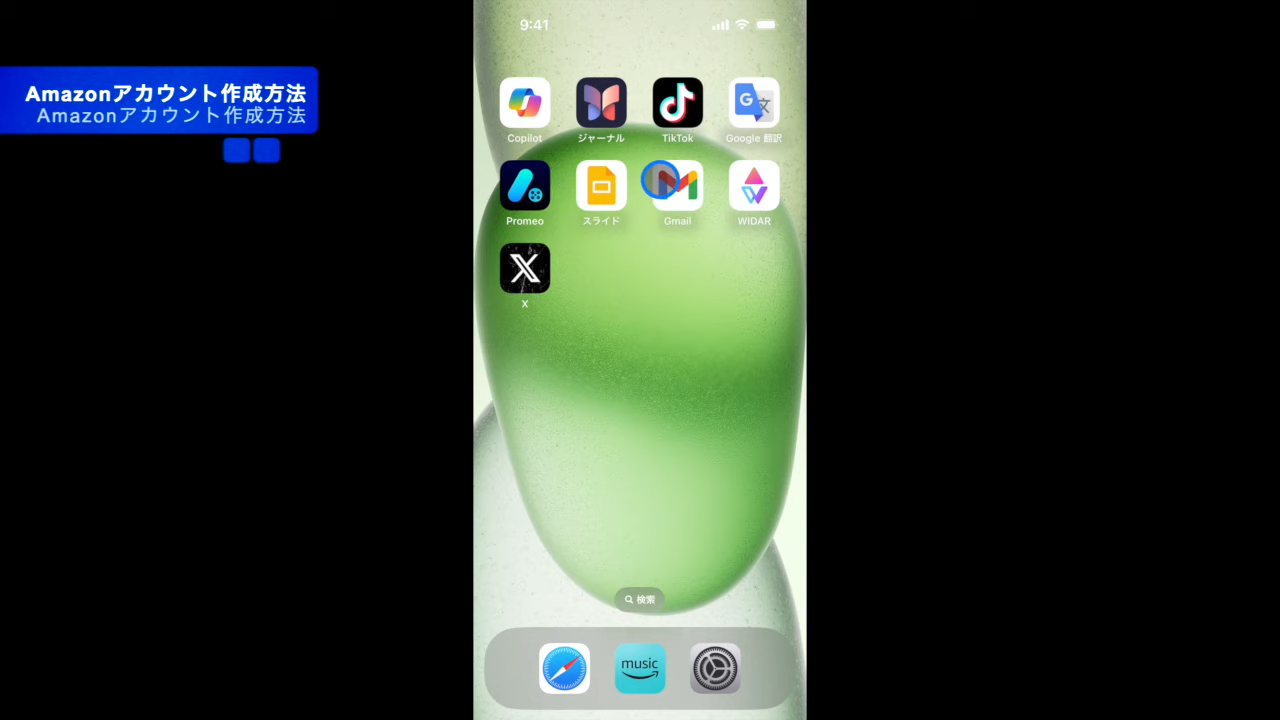 Amazonアカウント作成方法
Amazonアカウント作成方法
9:41
Copilot
ジャーナル
TikTok
Google 翻訳
Promeo
スライド
Gmail
WIDAR
X
検索
music